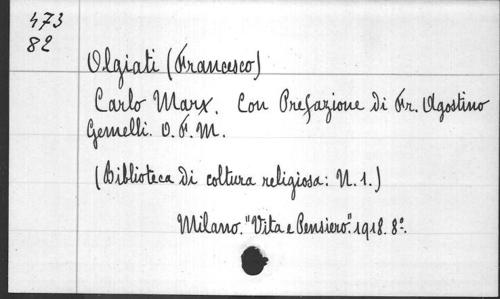 473
82
Olgiati (Francesco)
Carlo Marx. Con Prefazione di Fr. Agostino
Gemelli. O. F. M.
(Biblioteca di coltura religiosa: N. 1.)
Milano. "Vita e Pensiero". 1918. 8º.